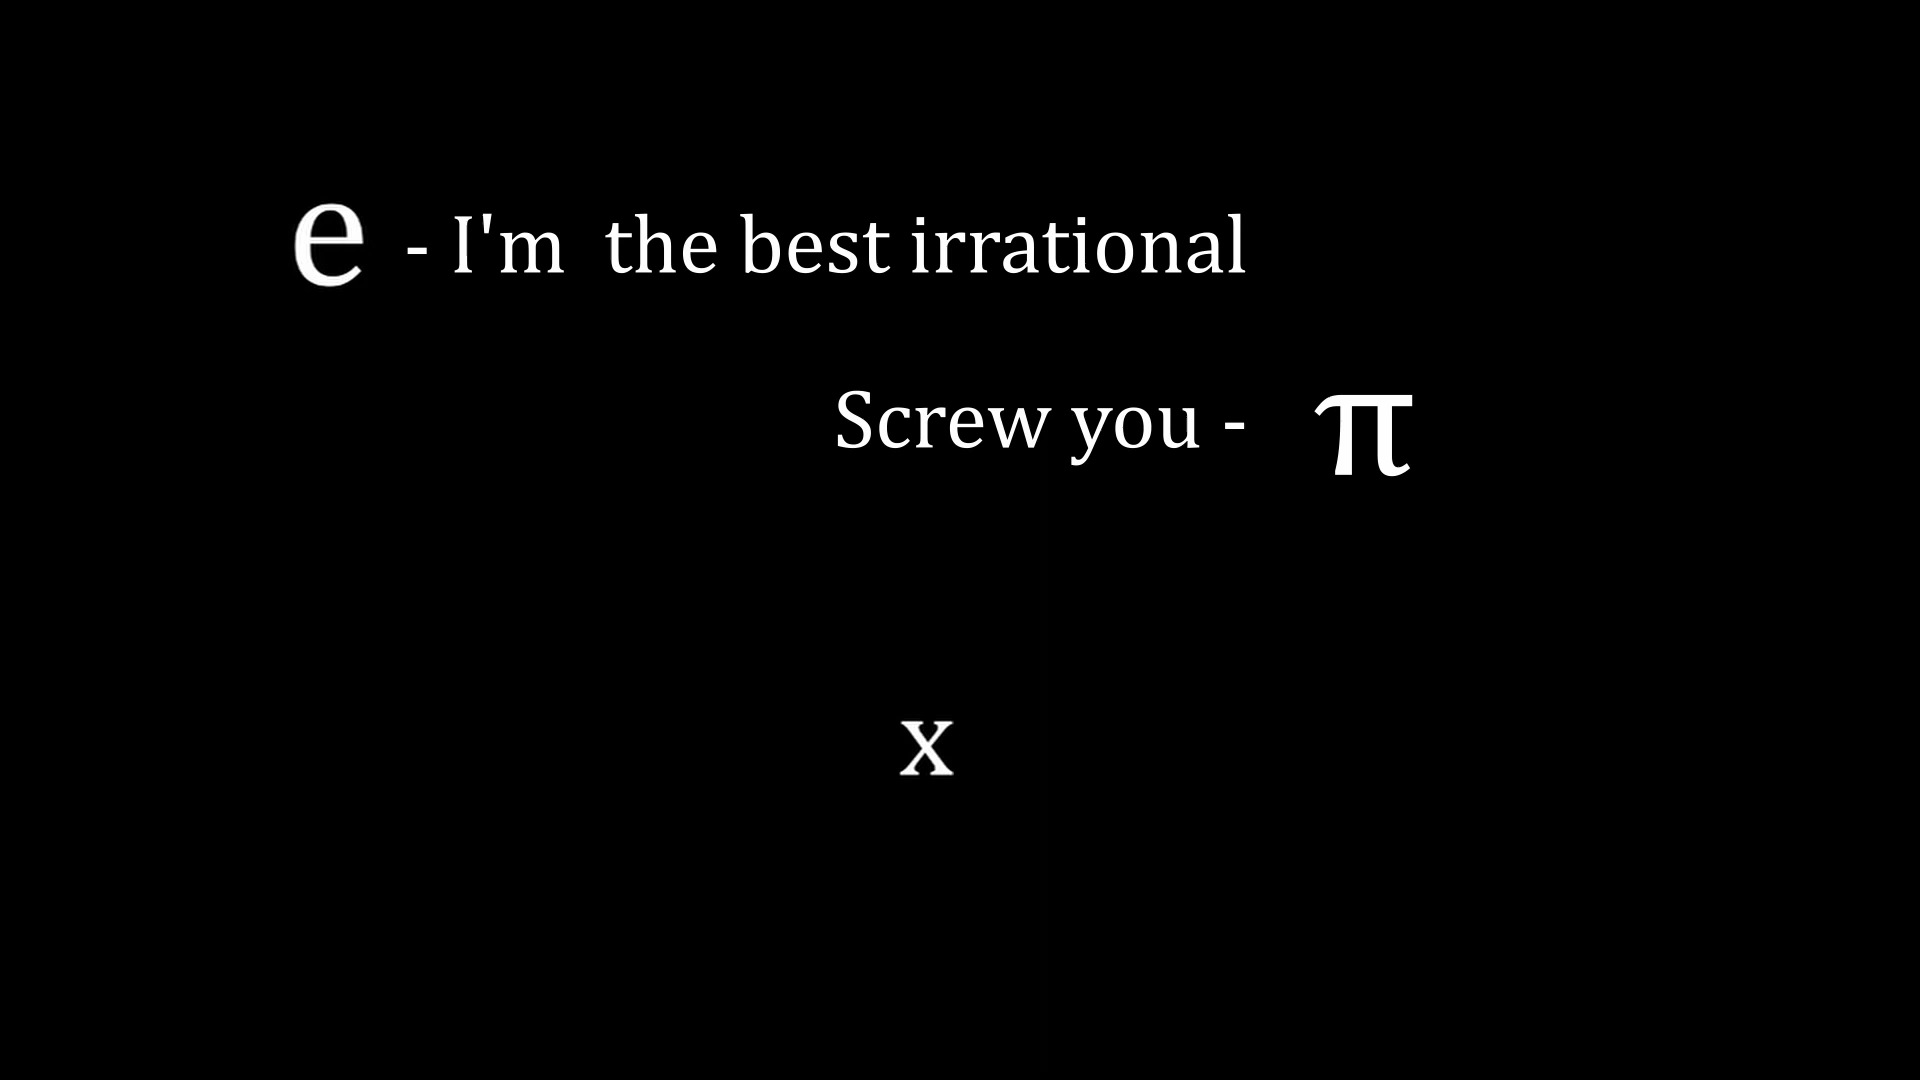 e - I'm the best irrational
Screw you - π
x